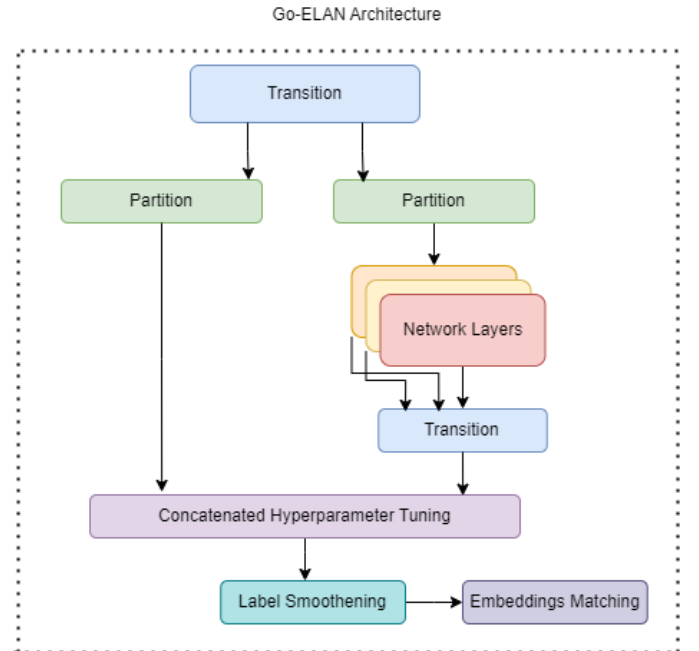 Go-ELAN Architecture
Transition
Partition
Partition
Network Layers
Transition
Concatenated Hyperparameter Tuning
Label Smoothening
Embeddings Matching